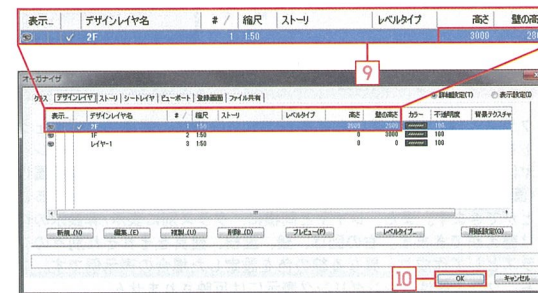 表示... デザインレイヤ名 # / 縮尺 ストーリ レベルタイプ 高さ 壁の高さ
✓ 2F 1 1:50 3000 280
9
オーガナイザ
クラス デザインレイヤ ストーリ シートレイヤ ビューポート 登録画面 ファイル共有 詳細設定(T) 表示設定(I)
表示... デザインレイヤ名 # / 縮尺 ストーリ レベルタイプ 高さ 壁の高さ カラー 不透明度 背景テクスチャ
✓ 2F 1 1:50 100
1F 2 1:50 0 3000 100
レイヤ-1 3 1:50 0 0 100
新規...(N) 編集...(E) 複製...(U) 削除...(D) プレビュー(P) レベルタイプ... 用紙設定(G)
10 OK キャンセル